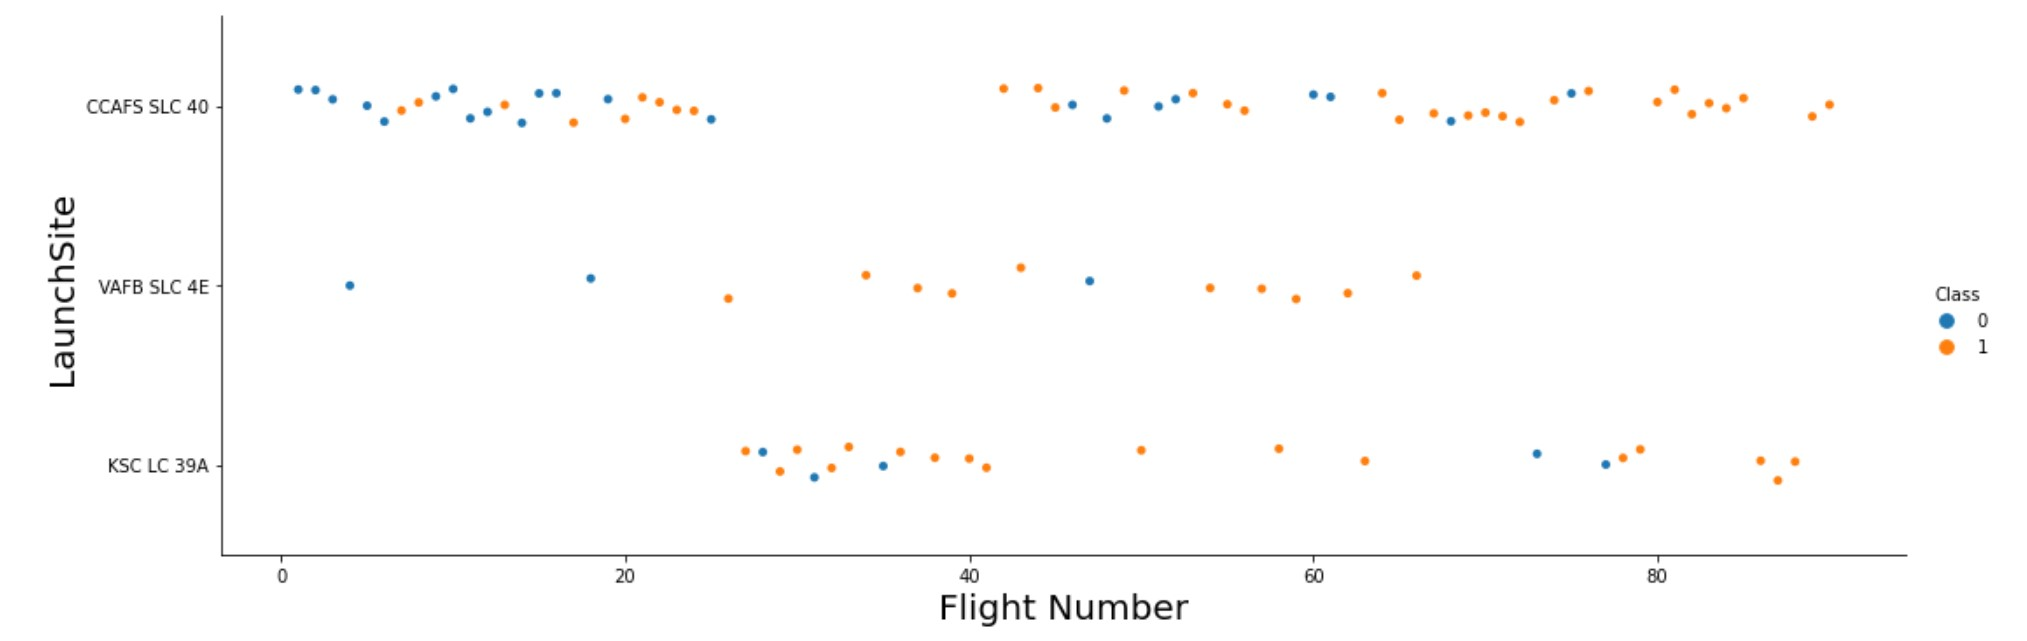 CCAFS SLC 40
VAFB SLC 4E
KSC LC 39A
LaunchSite
0 20 40 60 80
Flight Number
Class
0
1